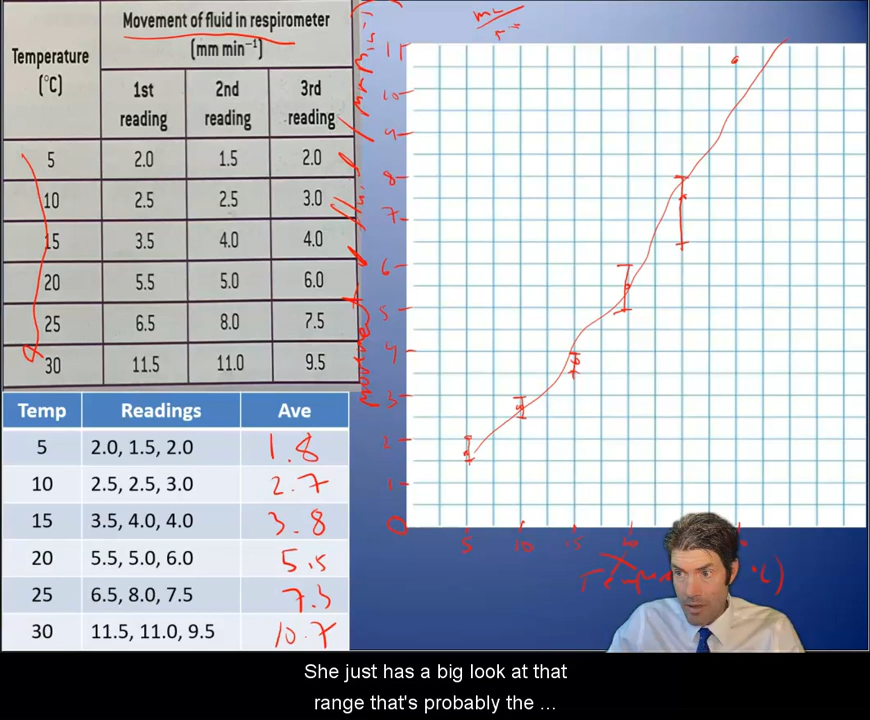 Temperature
(°C)
Movement of fluid in respirometer
(mm min⁻¹)
1st reading 2nd reading 3rd reading
5 2.0 1.5 2.0
10 2.5 2.5 3.0
15 3.5 4.0 4.0
20 5.5 5.0 6.0
25 6.5 8.0 7.5
30 11.5 11.0 9.5
Temp Readings Ave
5 2.0, 1.5, 2.0 1.8
10 2.5, 2.5, 3.0 2.7
15 3.5, 4.0, 4.0 3.8
20 5.5, 5.0, 6.0 5.5
25 6.5, 8.0, 7.5 7.3
30 11.5, 11.0, 9.5 10.7
11
10
9
8
7
6
5
4
3
2
1
0
5 10 15
She just has a big look at that
range that's probably the ...